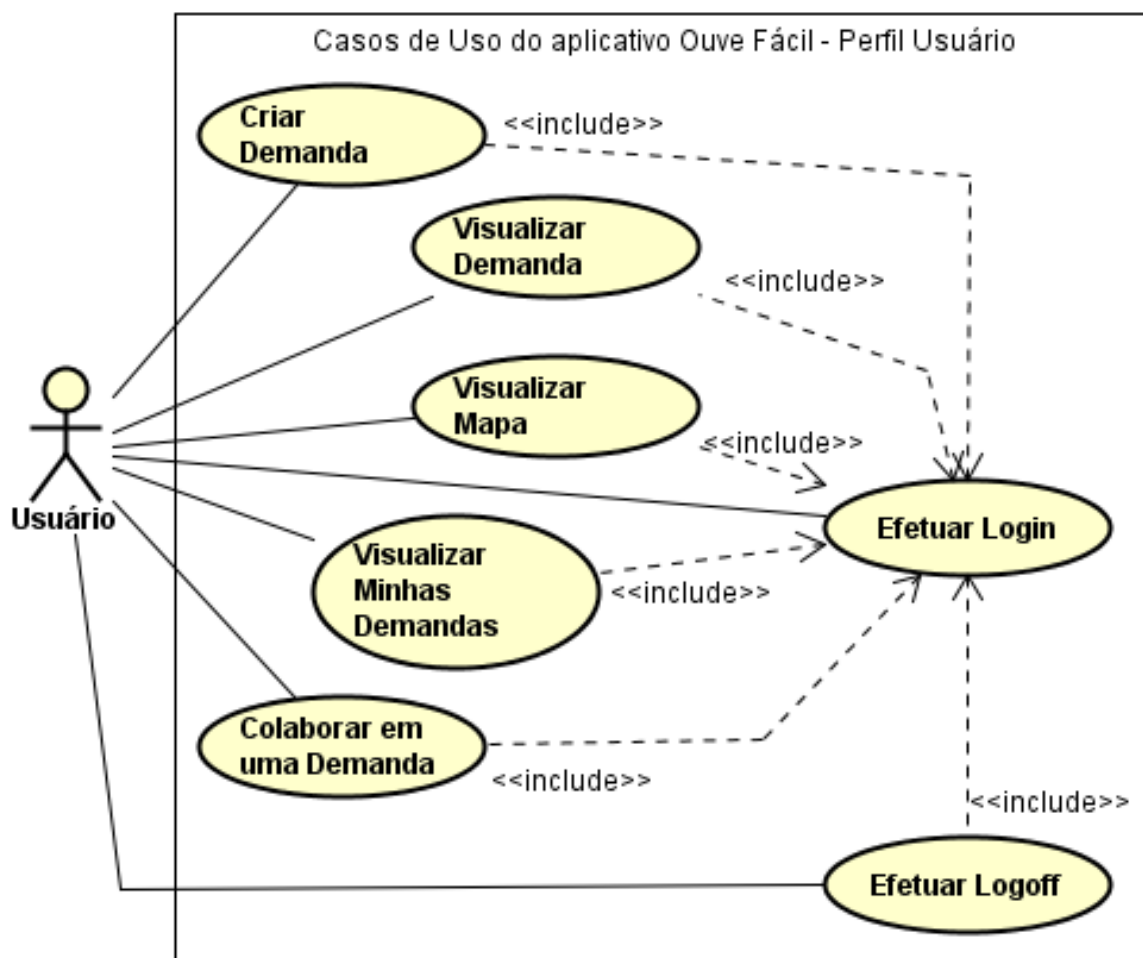 Casos de Uso do aplicativo Ouve Fácil - Perfil Usuário
Criar
Demanda
<<include>>
Visualizar
Demanda
<<include>>
Visualizar
Mapa
<<include>>
Usuário
Efetuar Login
Visualizar
Minhas
Demandas
<<include>>
Colaborar em
uma Demanda
<<include>>
<<include>>
Efetuar Logoff